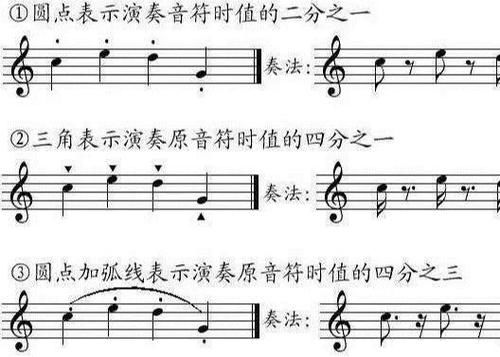 ①圆点表示演奏音符时值的二分之一
奏法:
②三角表示演奏原音符时值的四分之一
奏法:
③圆点加弧线表示演奏原音符时值的四分之三
奏法: